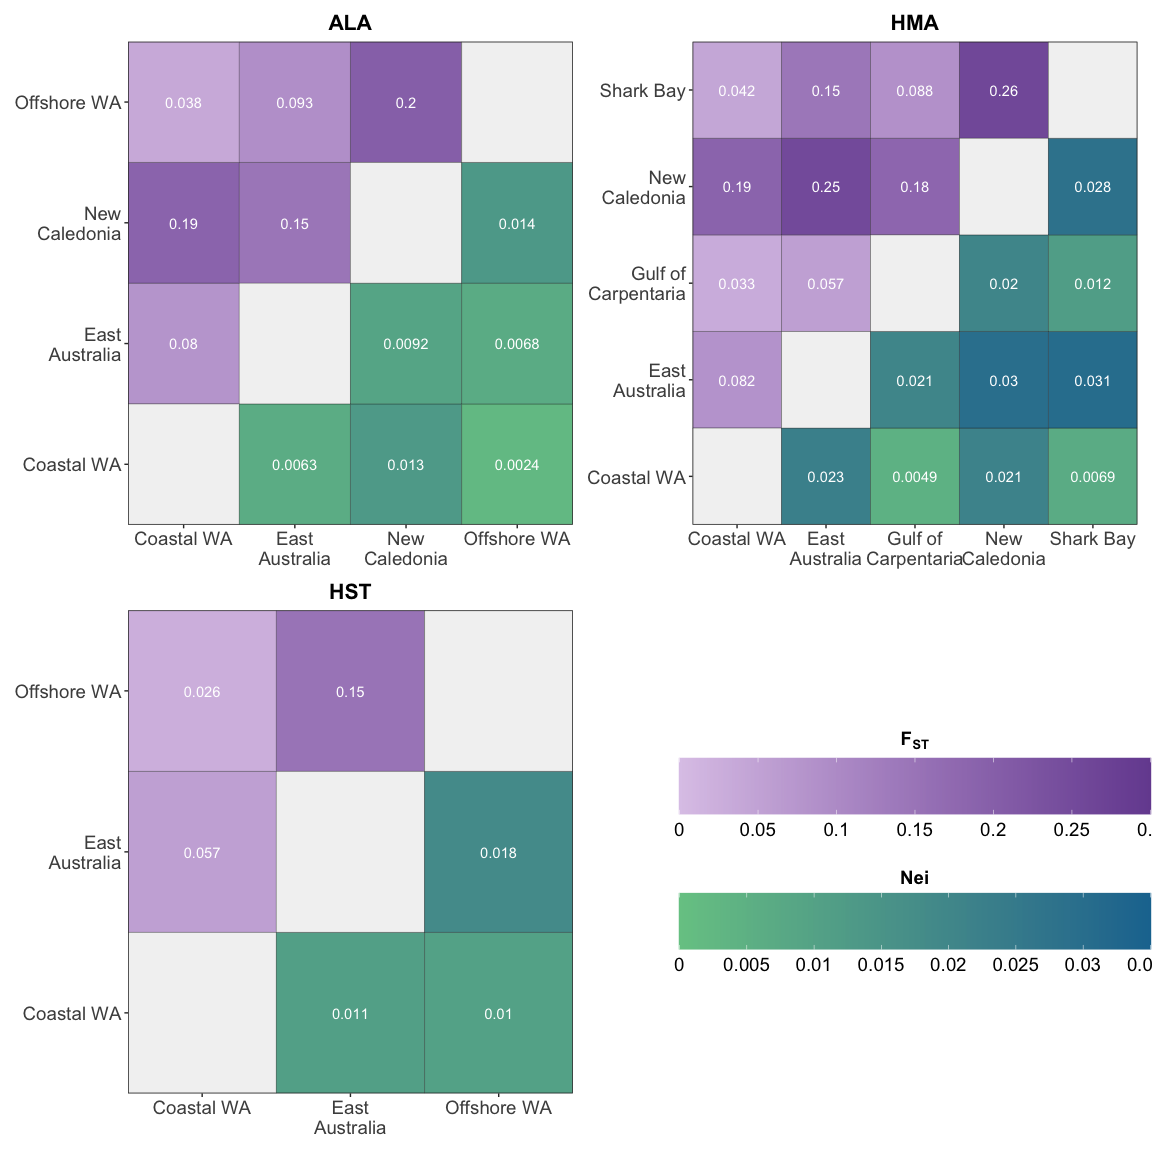 ALA
Offshore WA
0.038 0.093 0.2
New
Caledonia
0.19 0.15 0.014
East
Australia
0.08 0.0092 0.0068
Coastal WA
0.0063 0.013 0.0024
Coastal WA East Australia New Caledonia Offshore WA
HMA
Shark Bay
0.042 0.15 0.088 0.26
New
Caledonia
0.19 0.25 0.18 0.028
Gulf of
Carpentaria
0.033 0.057 0.02 0.012
East
Australia
0.082 0.021 0.03 0.031
Coastal WA
0.023 0.0049 0.021 0.0069
Coastal WA East Australia Gulf of Carpentaria New Caledonia Shark Bay
HST
Offshore WA
0.026 0.15
East
Australia
0.057 0.018
Coastal WA
0.011 0.01
Coastal WA East Australia Offshore WA
FST
0 0.05 0.1 0.15 0.2 0.25 0.
Nei
0 0.005 0.01 0.015 0.02 0.025 0.03 0.0